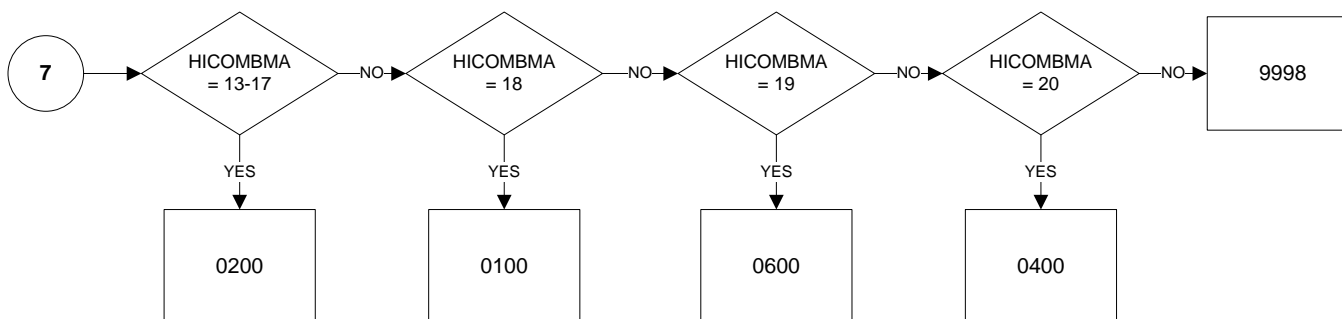 7
HICOMBMA
= 13-17
NO
HICOMBMA
= 18
NO
HICOMBMA
= 19
NO
HICOMBMA
= 20
NO
9998
YES
YES
YES
YES
0200
0100
0600
0400